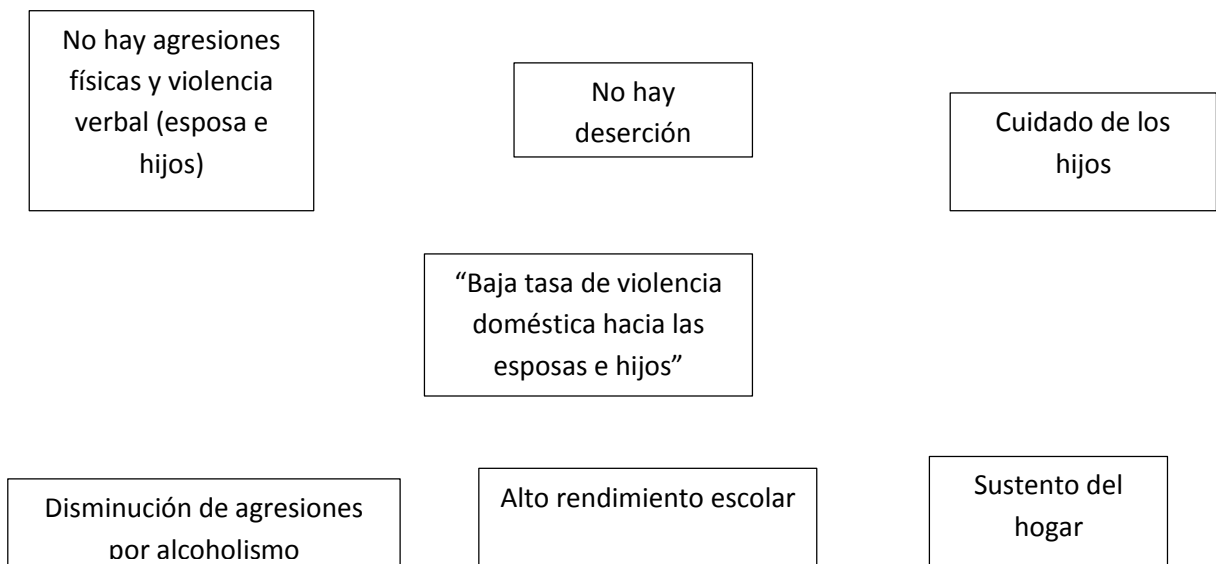 No hay agresiones
físicas y violencia
verbal (esposa e
hijos)
No hay
deserción
Cuidado de los
hijos
“Baja tasa de violencia
doméstica hacia las
esposas e hijos”
Disminución de agresiones
por alcoholismo
Alto rendimiento escolar
Sustento del
hogar